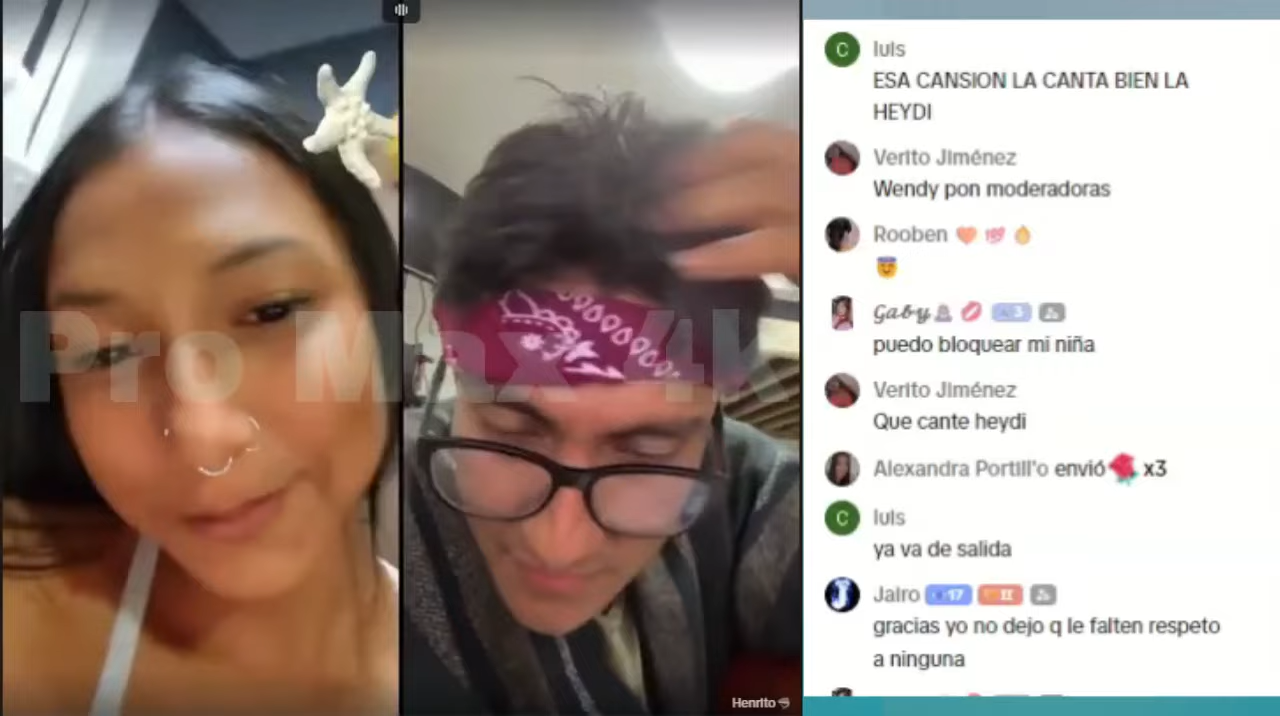 Pro Max 4k
Henrito
C
luis
ESA CANSION LA CANTA BIEN LA
HEYDI
Verito Jiménez
Wendy pon moderadoras
Rooben
Gaby 3
puedo bloquear mi niña
Verito Jiménez
Que cante heydi
Alexandra Portill'o envió x3
C
luis
ya va de salida
Jairo 17 II
gracias yo no dejo q le falten respeto
a ninguna